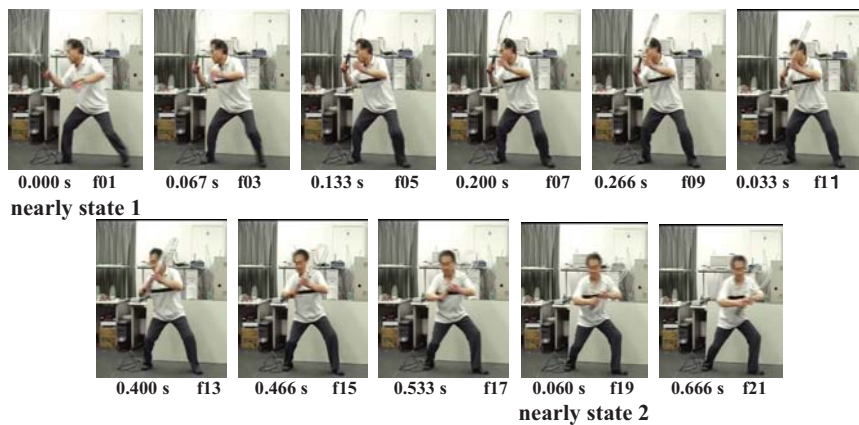 0.000 s f01 0.067 s f03 0.133 s f05 0.200 s f07 0.266 s f09 0.033 s f11
nearly state 1
0.400 s f13 0.466 s f15 0.533 s f17 0.060 s f19 0.666 s f21
nearly state 2